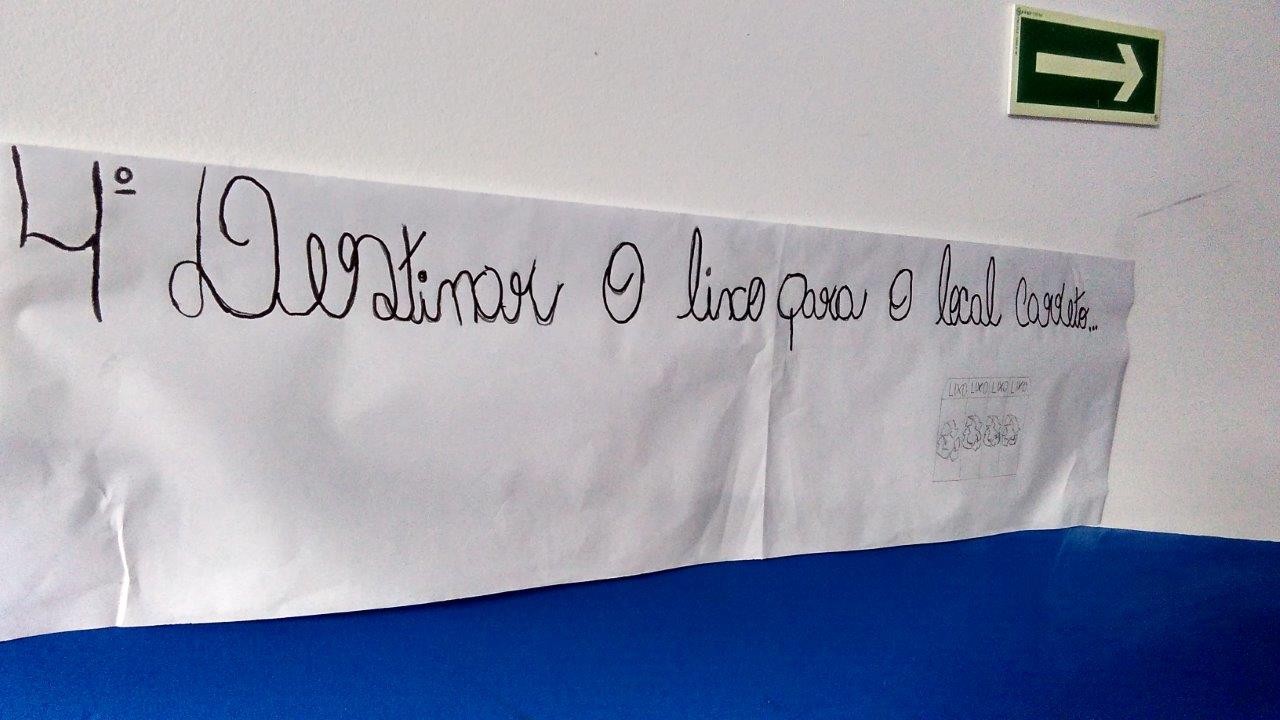 4º Destinar o lixo para o local correto...
LIXO LIXO LIXO LIXO